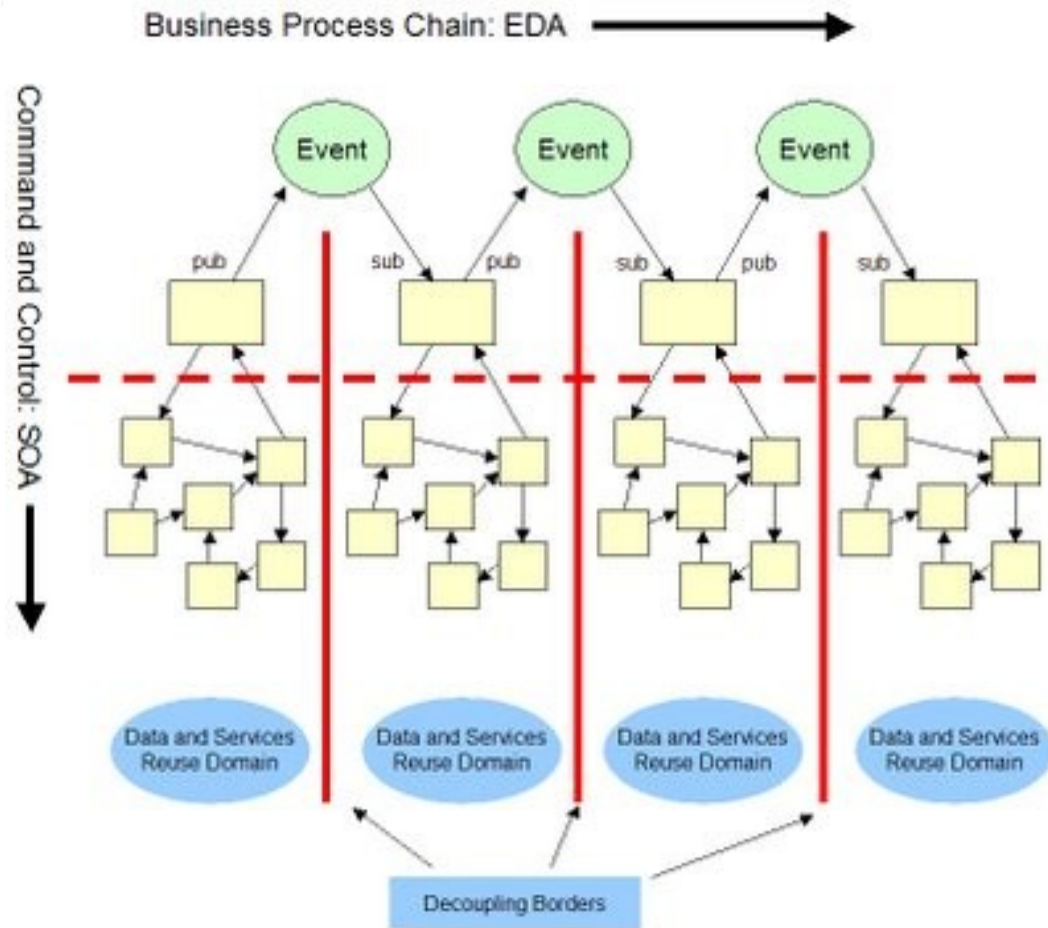 Business Process Chain: EDA
Command and Control: SOA
Event
Event
Event
pub
sub
pub
sub
pub
sub
Data and Services
Reuse Domain
Data and Services
Reuse Domain
Data and Services
Reuse Domain
Data and Services
Reuse Domain
Decoupling Borders